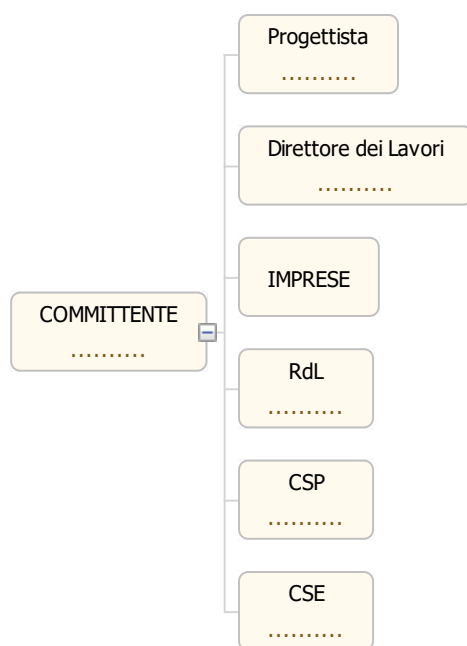 Progettista
..........
Direttore dei Lavori
..........
IMPRESE
COMMITTENTE
..........
RdL
..........
CSP
..........
CSE
..........